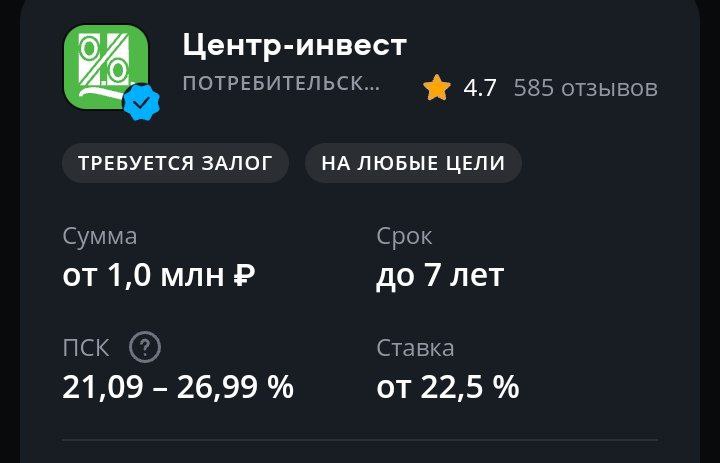 Центр-инвест
ПОТРЕБИТЕЛЬСК...
4.7 585 отзывов
ТРЕБУЕТСЯ ЗАЛОГ НА ЛЮБЫЕ ЦЕЛИ
Сумма Срок
от 1,0 млн ₽ до 7 лет
ПСК ? Ставка
21,09 – 26,99 % от 22,5 %